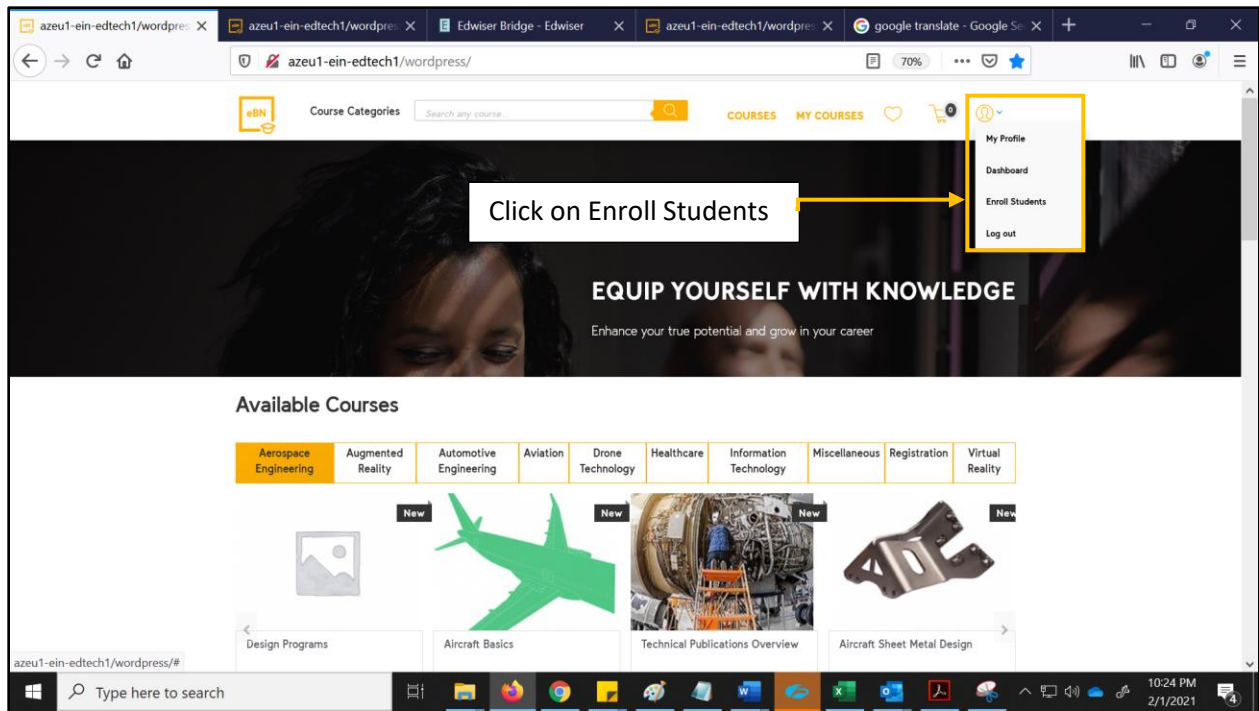 azeu1-ein-edtech1/wordpres
azeu1-ein-edtech1/wordpres
Edwiser Bridge - Edwiser
azeu1-ein-edtech1/wordpres
google translate - Google Se
azeu1-ein-edtech1/wordpress/
70%
eBN
Course Categories
Search any course...
COURSES
MY COURSES
0
My Profile
Dashboard
Enroll Students
Log out
Click on Enroll Students
EQUIP YOURSELF WITH KNOWLEDGE
Enhance your true potential and grow in your career
Available Courses
Aerospace
Engineering
Augmented
Reality
Automotive
Engineering
Aviation
Drone
Technology
Healthcare
Information
Technology
Miscellaneous
Registration
Virtual
Reality
New
New
New
New
Design Programs
Aircraft Basics
Technical Publications Overview
Aircraft Sheet Metal Design
azeu1-ein-edtech1/wordpress/#
Type here to search
10:24 PM
2/1/2021
4